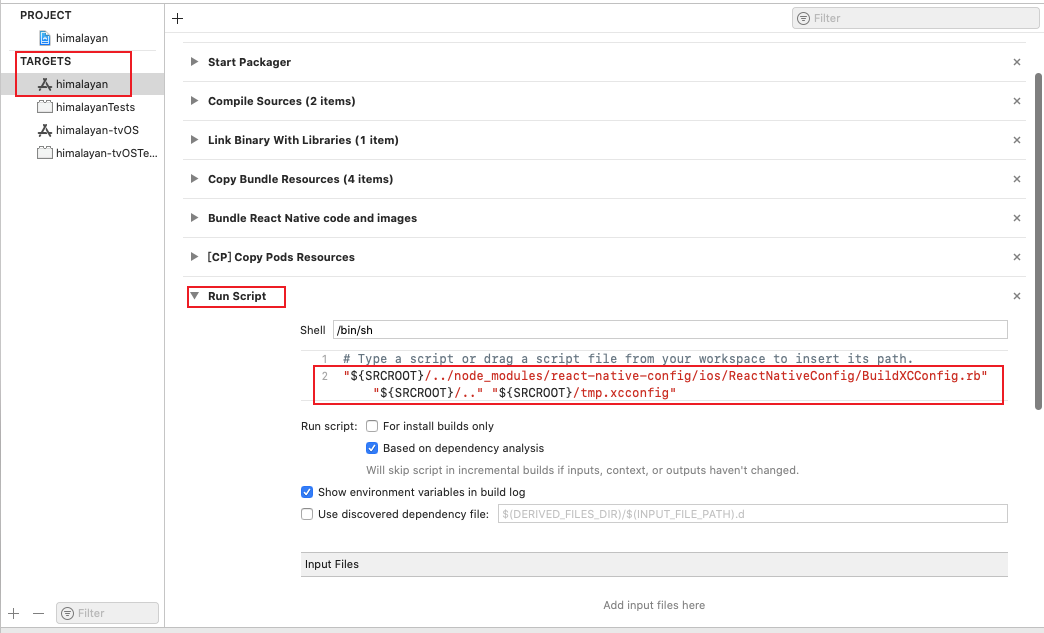 PROJECT
himalayan
TARGETS
himalayan
himalayanTests
himalayan-tvOS
himalayan-tvOSTe...
Filter
Filter
Start Packager
Compile Sources (2 items)
Link Binary With Libraries (1 item)
Copy Bundle Resources (4 items)
Bundle React Native code and images
[CP] Copy Pods Resources
Run Script
Shell /bin/sh
1 # Type a script or drag a script file from your workspace to insert its path.
2 "${SRCROOT}/../node_modules/react-native-config/ios/ReactNativeConfig/BuildXCConfig.rb"
"${SRCROOT}/.." "${SRCROOT}/tmp.xcconfig"
Run script: For install builds only
Based on dependency analysis
Will skip script in incremental builds if inputs, context, or outputs haven't changed.
Show environment variables in build log
Use discovered dependency file: $(DERIVED_FILES_DIR)/$(INPUT_FILE_PATH).d
Input Files
Add input files here